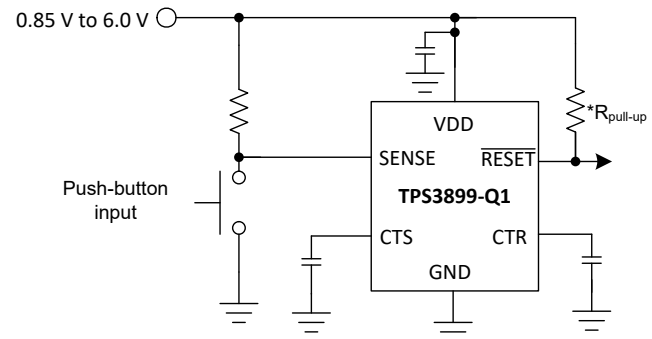 0.85 V to 6.0 V
VDD
*Rpull-up
SENSE
RESET
TPS3899-Q1
Push-button
input
CTS
CTR
GND